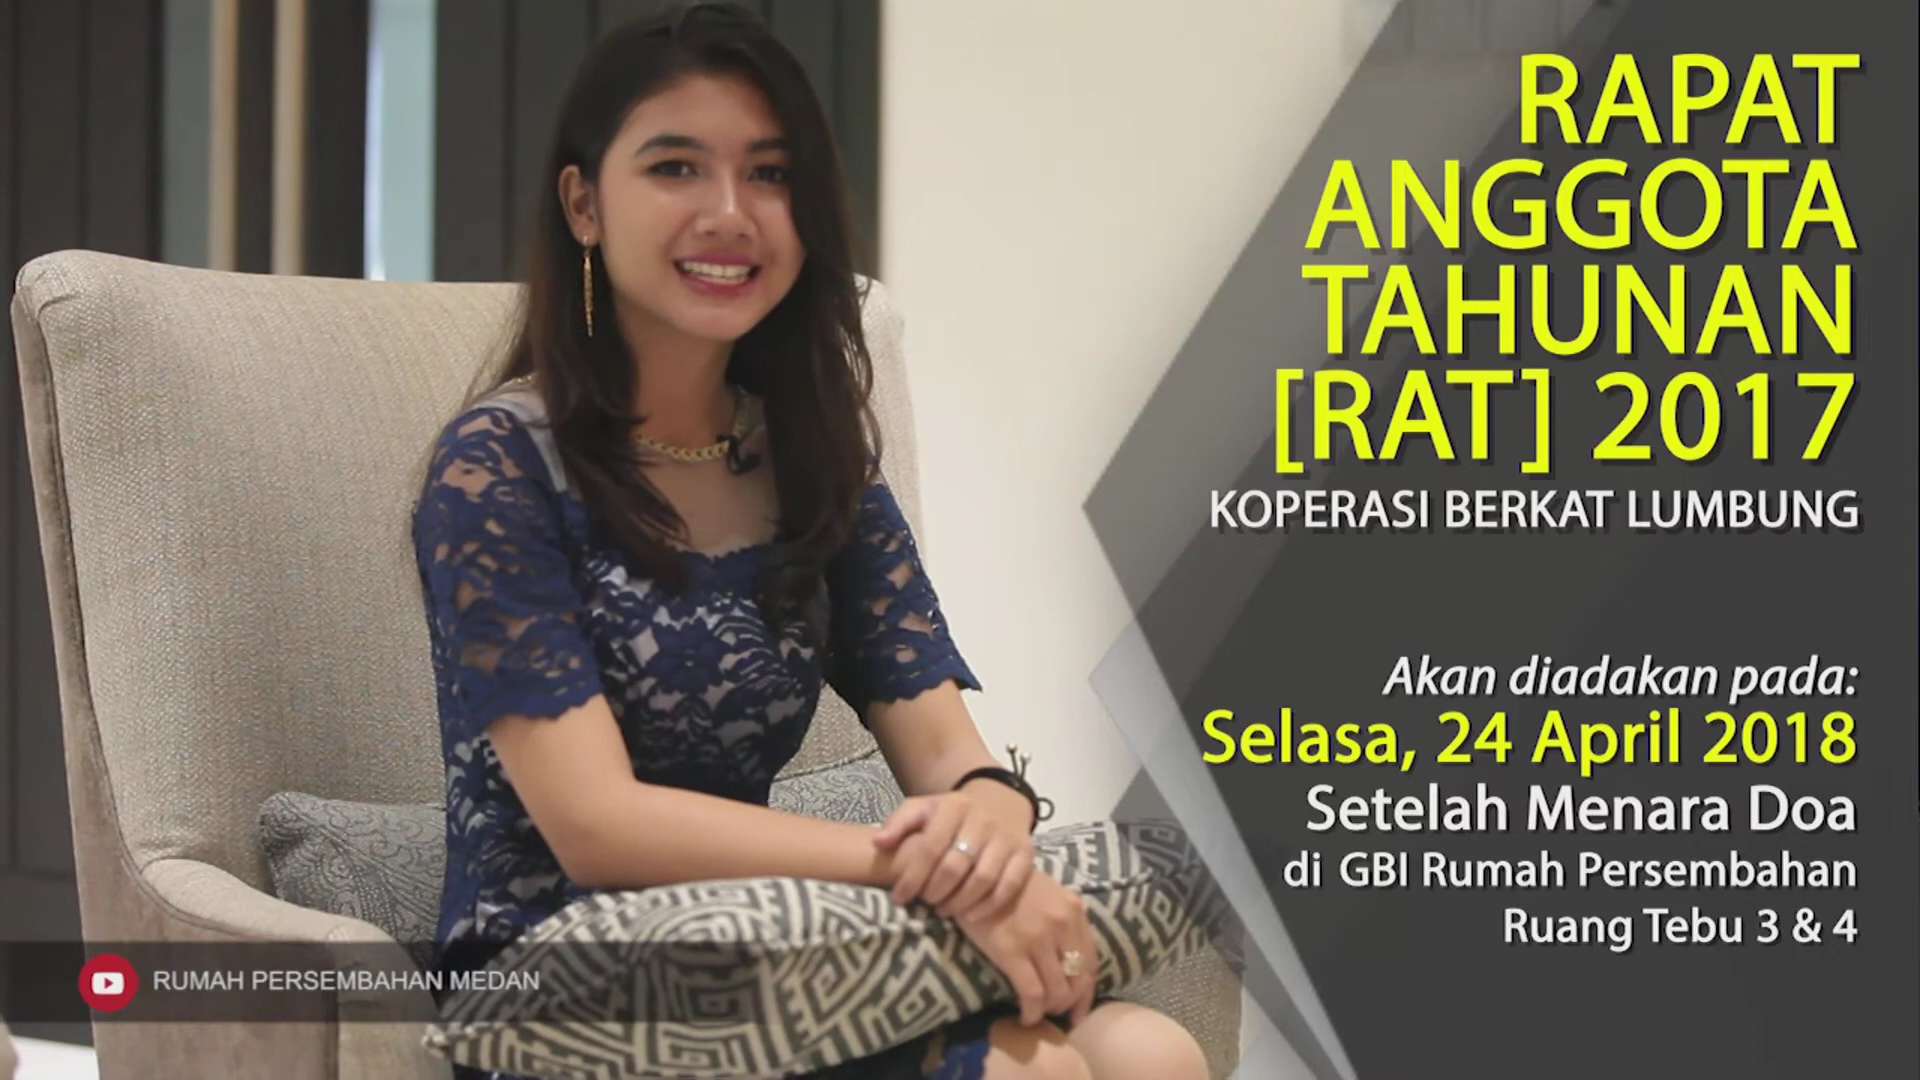 RAPAT
ANGGOTA
TAHUNAN
[RAT] 2017
KOPERASI BERKAT LUMBUNG
Akan diadakan pada:
Selasa, 24 April 2018
Setelah Menara Doa
di GBI Rumah Persembahan
Ruang Tebu 3 & 4
RUMAH PERSEMBAHAN MEDAN